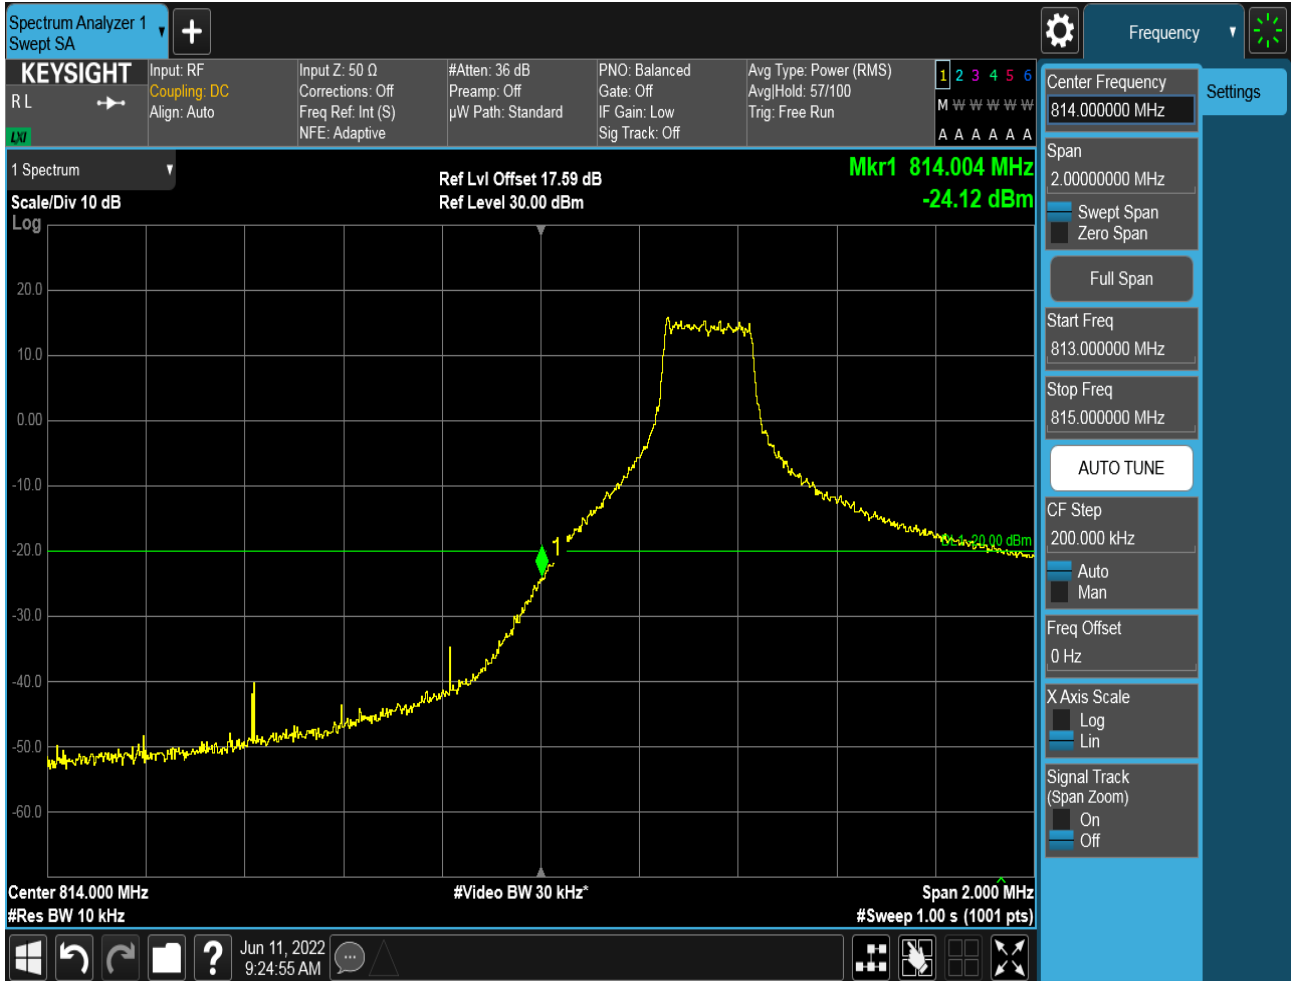 Spectrum Analyzer 1
Swept SA
Frequency
KEYSIGHT
R L
LXI
Input: RF
Coupling: DC
Align: Auto
Input Z: 50 Ω
Corrections: Off
Freq Ref: Int (S)
NFE: Adaptive
#Atten: 36 dB
Preamp: Off
µW Path: Standard
PNO: Balanced
Gate: Off
IF Gain: Low
Sig Track: Off
Avg Type: Power (RMS)
Avg|Hold: 57/100
Trig: Free Run
1 2 3 4 5 6
M W W W W W
A A A A A A
1 Spectrum
Scale/Div 10 dB
Log
Ref Lvl Offset 17.59 dB
Ref Level 30.00 dBm
Mkr1 814.004 MHz
-24.12 dBm
20.0
10.0
0.00
-10.0
-20.0
-30.0
-40.0
-50.0
-60.0
1
DL1 -20.00 dBm
Center 814.000 MHz
#Video BW 30 kHz*
Span 2.000 MHz
#Res BW 10 kHz
#Sweep 1.00 s (1001 pts)
Jun 11, 2022
9:24:55 AM
?
Center Frequency
814.000000 MHz
Settings
Span
2.00000000 MHz
Swept Span
Zero Span
Full Span
Start Freq
813.000000 MHz
Stop Freq
815.000000 MHz
AUTO TUNE
CF Step
200.000 kHz
Auto
Man
Freq Offset
0 Hz
X Axis Scale
Log
Lin
Signal Track
(Span Zoom)
On
Off